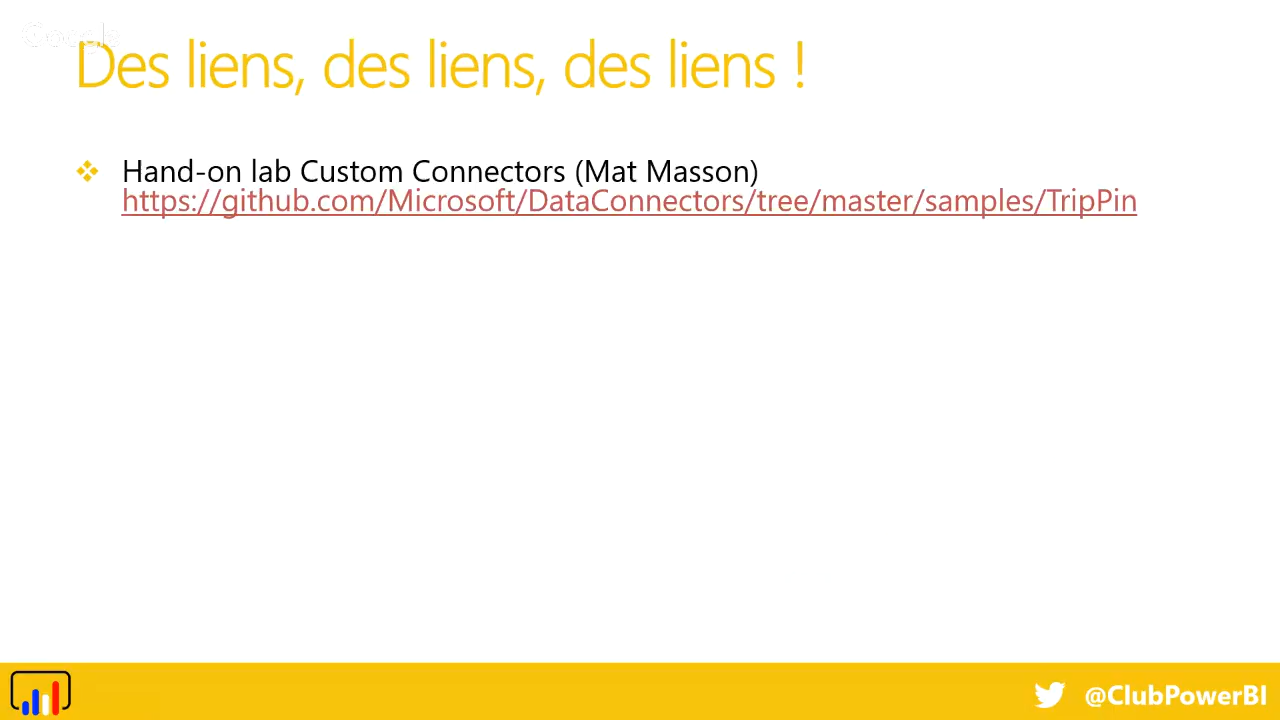 Google
Des liens, des liens, des liens !
Hand-on lab Custom Connectors (Mat Masson)
https://github.com/Microsoft/DataConnectors/tree/master/samples/TripPin
@ClubPowerBI